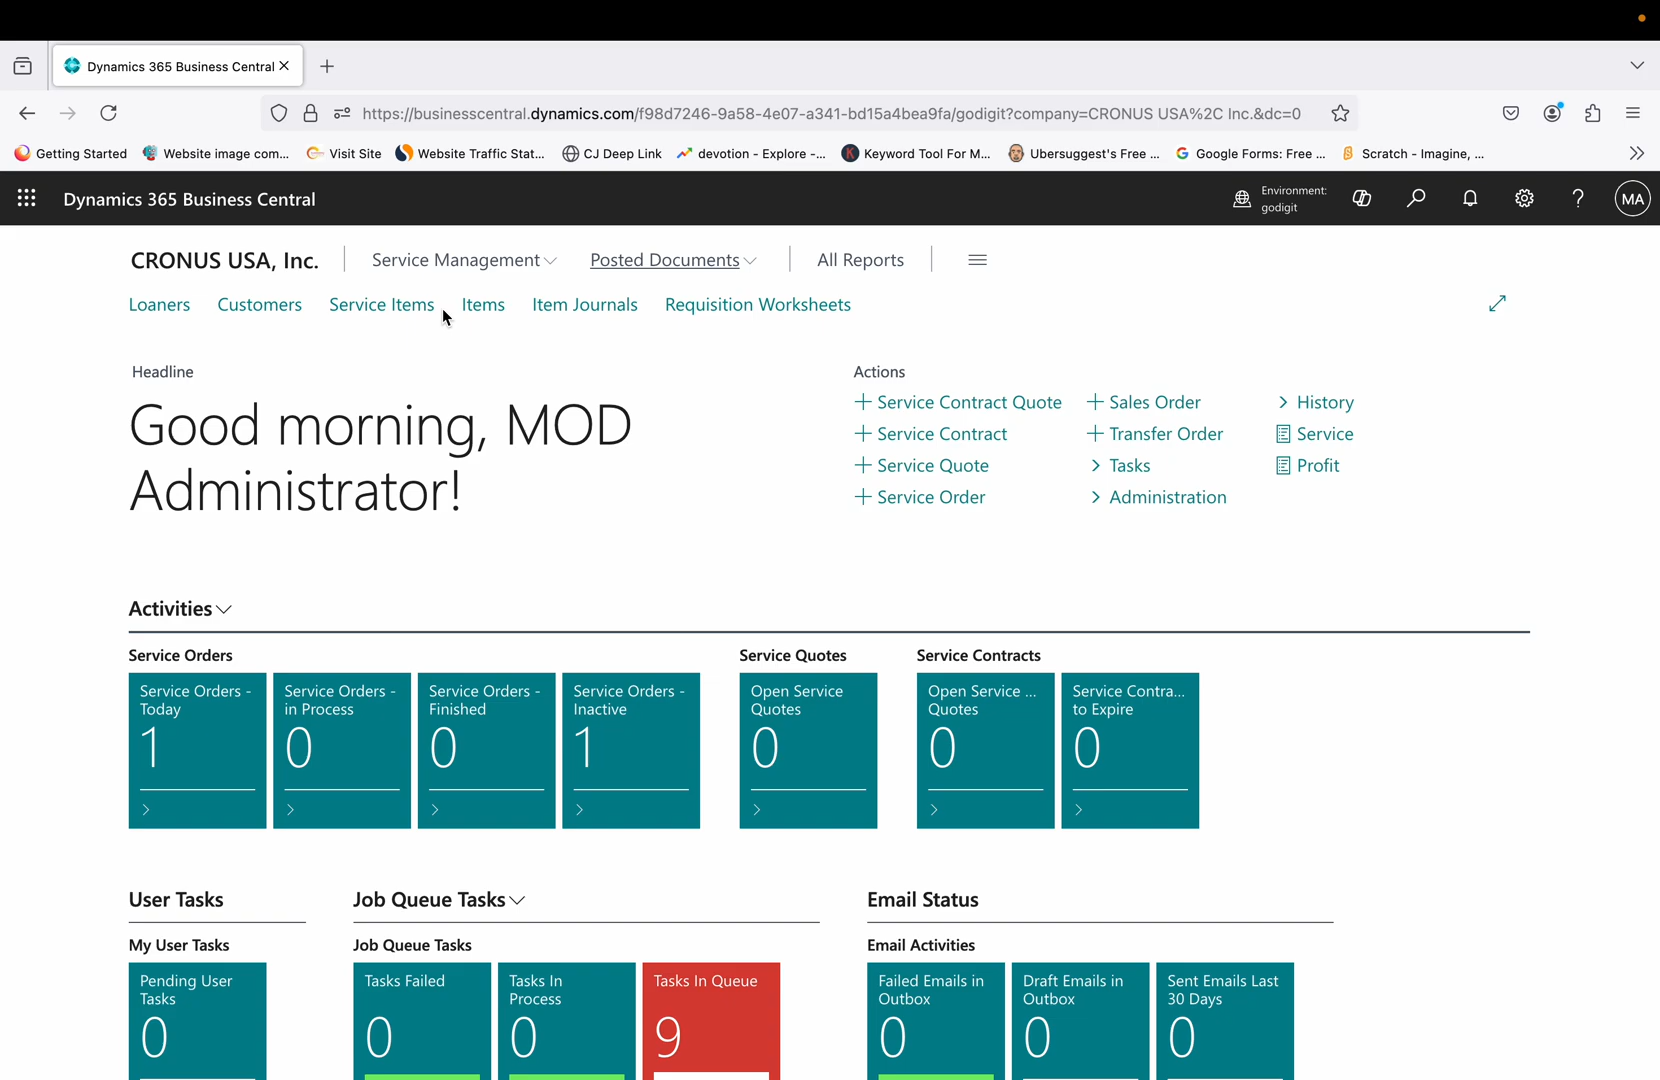 Dynamics 365 Business Central
https://businesscentral.dynamics.com/f98d7246-9a58-4e07-a341-bd15a4bea9fa/godigit?company=CRONUS USA%2C Inc.&dc=0
Getting Started
Website image com...
Visit Site
Website Traffic Stat...
CJ Deep Link
devotion - Explore -...
Keyword Tool For M...
Ubersuggest's Free ...
Google Forms: Free ...
Scratch - Imagine, ...
Dynamics 365 Business Central
Environment:
godigit
MA
CRONUS USA, Inc.
Service Management
Posted Documents
All Reports
Loaners
Customers
Service Items
Items
Item Journals
Requisition Worksheets
Headline
Good morning, MOD
Administrator!
Actions
Service Contract Quote
Service Contract
Service Quote
Service Order
Sales Order
Transfer Order
Tasks
Administration
History
Service
Profit
Activities
Service Orders
Service Orders -
Today
1
Service Orders -
in Process
0
Service Orders -
Finished
0
Service Orders -
Inactive
1
Service Quotes
Open Service
Quotes
0
Service Contracts
Open Service ...
Quotes
0
Service Contra...
to Expire
0
User Tasks
My User Tasks
Pending User
Tasks
0
Job Queue Tasks
Job Queue Tasks
Tasks Failed
0
Tasks In
Process
0
Tasks In Queue
9
Email Status
Email Activities
Failed Emails in
Outbox
0
Draft Emails in
Outbox
0
Sent Emails Last
30 Days
0